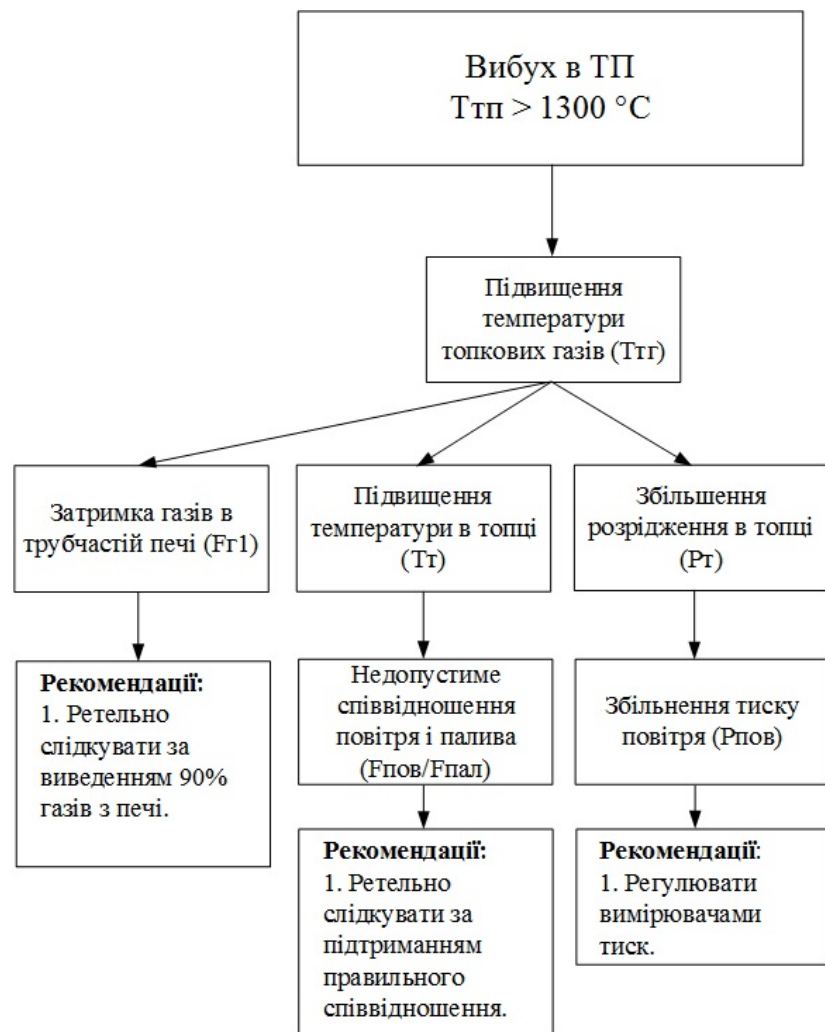 Вибух в ТП
Ттп > 1300 °С
Підвищення
температури
топкових газів (Ттг)
Затримка газів в
трубчастій печі (Fг1)
Підвищення
температури в топці
(Тт)
Збільшення
розрідження в топці
(Рт)
Рекомендації:
1. Ретельно
слідкувати за
виведенням 90%
газів з печі.
Недопустиме
співвідношення
повітря і палива
(Fпов/Fпал)
Збільнення тиску
повітря (Рпов)
Рекомендації:
1. Ретельно
слідкувати за
підтриманням
правильного
співвідношення.
Рекомендації:
1. Регулювати
вимірювачами
тиск.